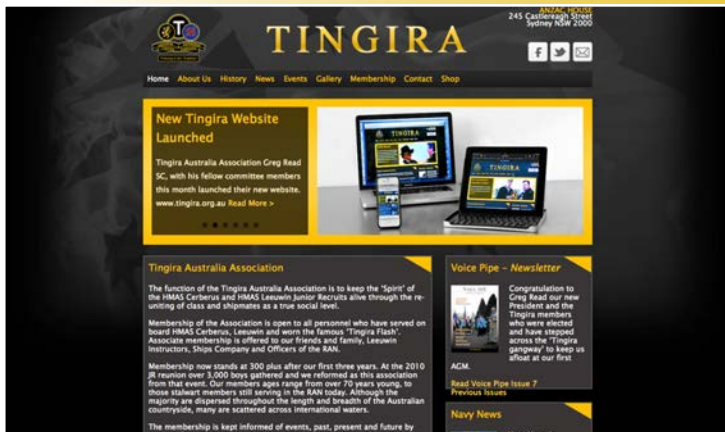 ANZAC HOUSE
245 Castlereagh Street
Sydney NSW 2000
TINGIRA
Home About Us History News Events Gallery Membership Contact Shop
New Tingira Website
Launched
Tingira Australia Association Greg Read
SC, with his fellow committee members
this month launched their new website.
www.tingira.org.au Read More >
TINGIRA
Tingira Australia Association
The function of the Tingira Australia Association is to keep the 'Spirit' of
the HMAS Cerberus and HMAS Leeuwin Junior Recruits alive through the re-
uniting of class and shipmates as a true social level.
Membership of the Association is open to all personnel who have served on
board HMAS Cerberus, Leeuwin and worn the famous 'Tingira Flash'.
Associate membership is offered to our friends and family, Leeuwin
Instructors, Ships Company and Officers of the RAN.
Membership now stands at 300 plus after our first three years. At the 2010
JR reunion over 3,000 boys gathered and we reformed as this association
from that event. Our members ages range from over 70 years young, to
those stalwart members still serving in the RAN today. Although the
majority are dispersed throughout the length and breadth of the Australian
countryside, many are scattered across international waters.
The membership is kept informed of events, past, present and future by
Voice Pipe – Newsletter
Congratulation to
Greg Read our new
President and the
Tingira members
who were elected
and have stepped
across the 'Tingira
gangway' to keep us
afloat at our first
AGM.
Read Voice Pipe Issue 7
Previous Issues
Navy News